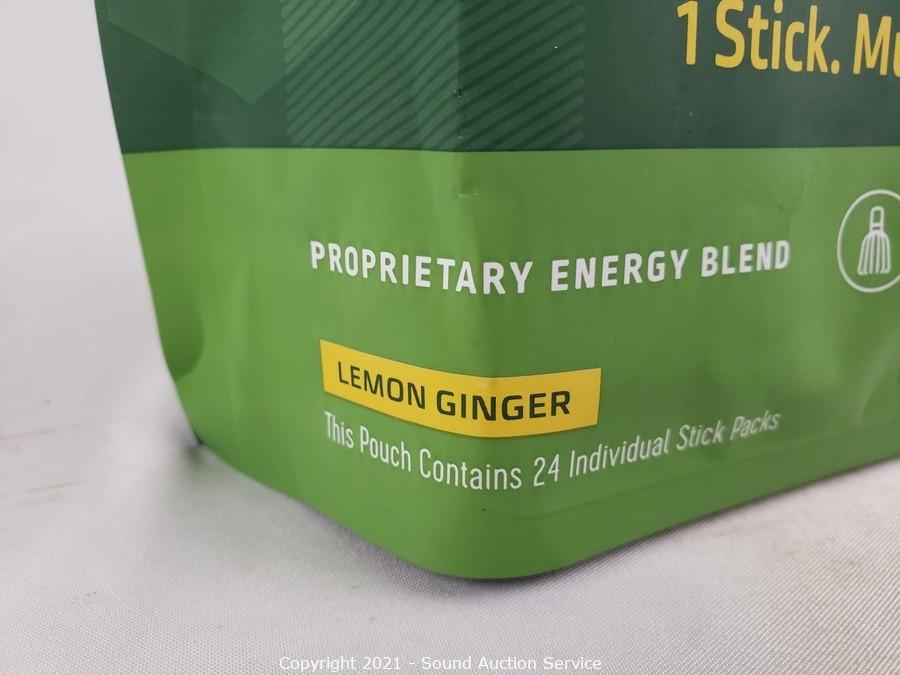 1 Stick.
PROPRIETARY ENERGY BLEND
LEMON GINGER
This Pouch Contains 24 Individual Stick Packs
Copyright 2021 - Sound Auction Service